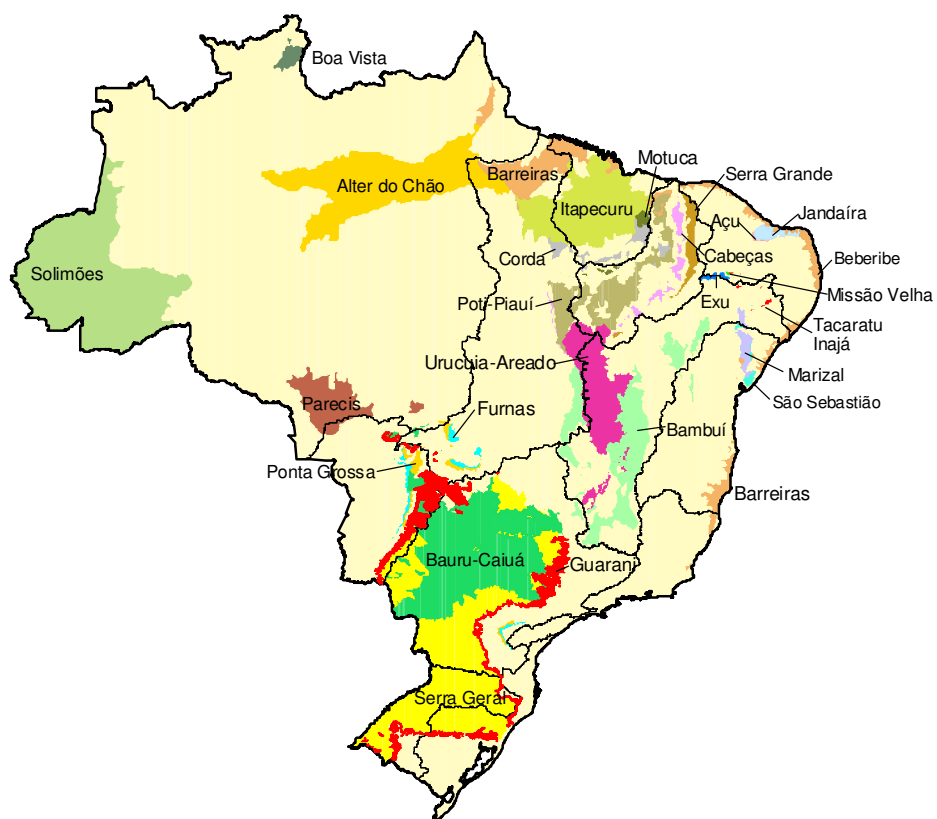 Boa Vista
Motuca
Serra Grande
Barreiras
Alter do Chão
Itapecuru
Açu
Jandaíra
Corda
Cabeças
Beberibe
Solimões
Missão Velha
Poti-Piauí
Exu
Tacaratu
Inajá
Urucuia-Areado
Marizal
São Sebastião
Parecis
Furnas
Bambuí
Ponta Grossa
Barreiras
Bauru-Caiuá
Guarani
Serra Geral